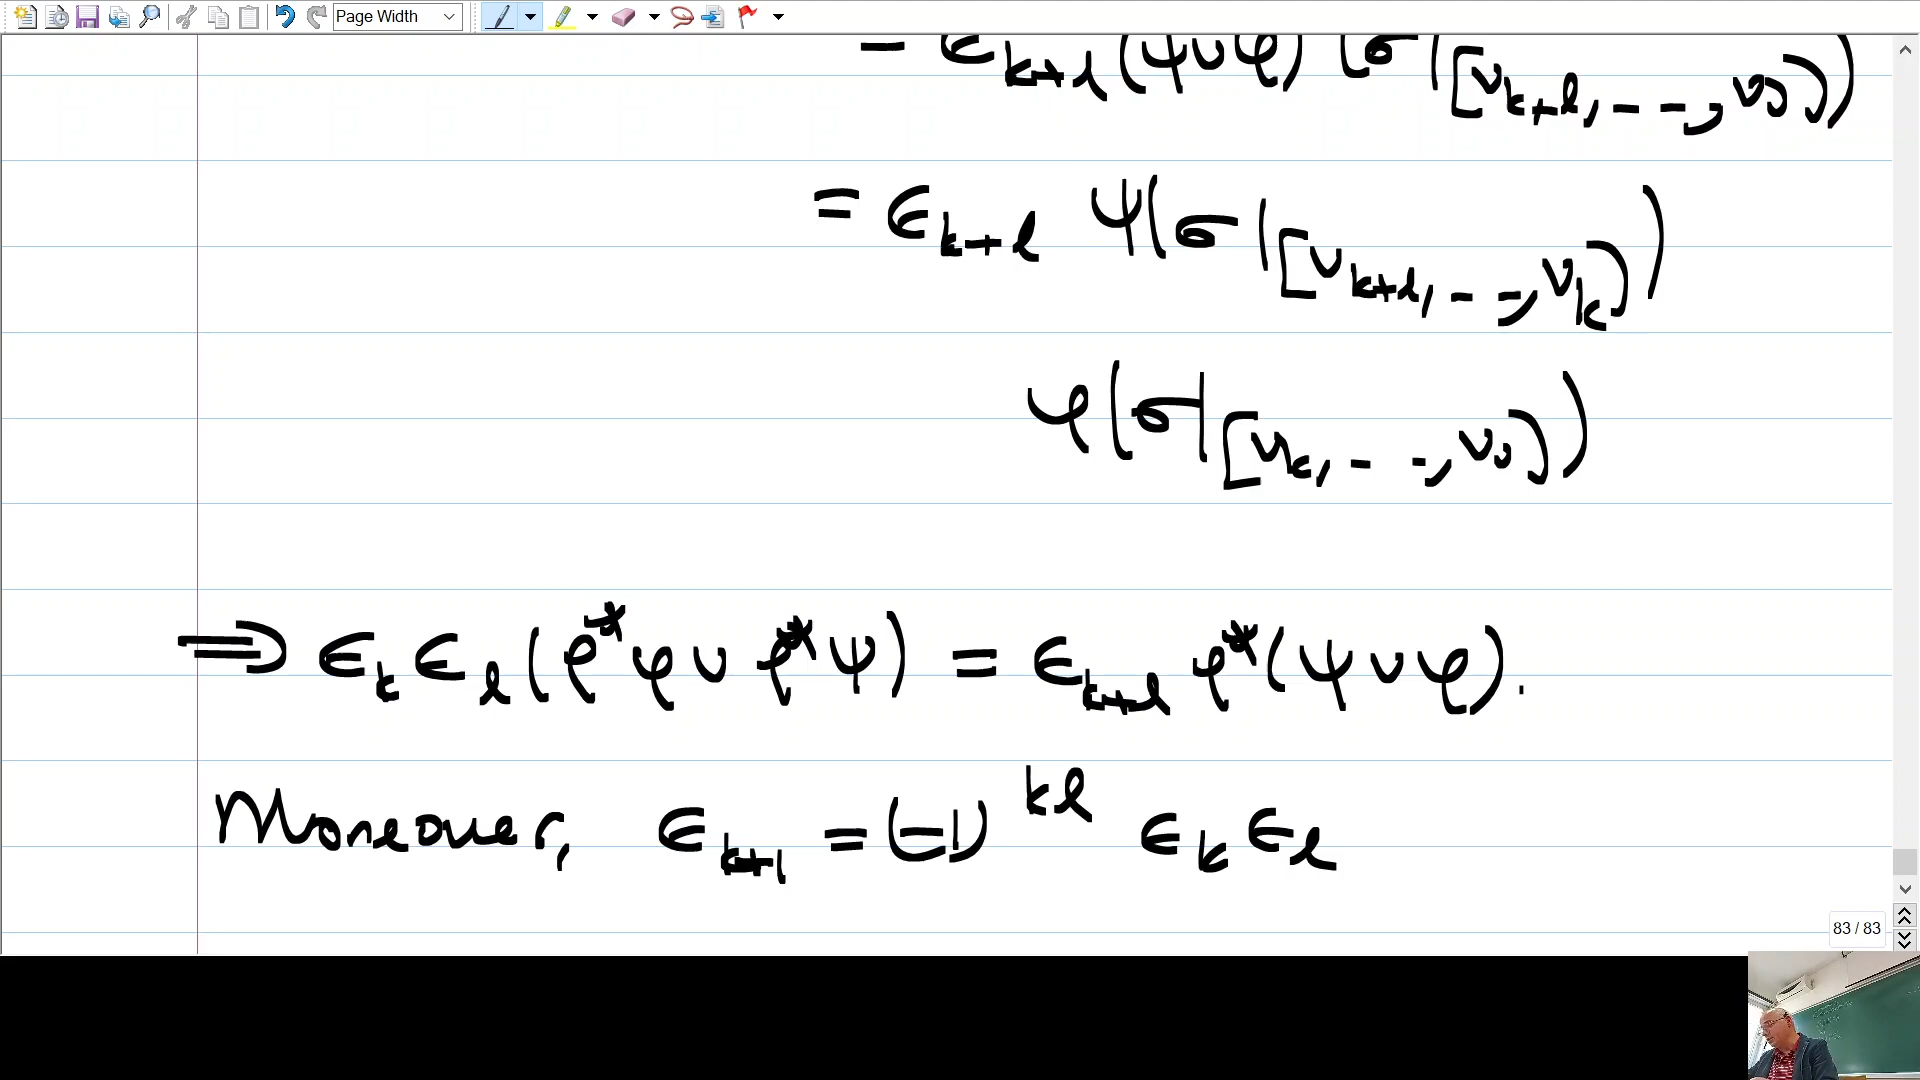 Page Width
= ϵ_{k+l} (ψ∪φ) (σ|[v_{k+l}, - - -, v_0])
= ϵ_{k+l} ψ(σ|[v_{k+l}, - - -, v_k])
φ(σ|[v_k, - - -, v_0])
⟹ ϵ_k ϵ_l (ρ*φ ∪ ρ*ψ) = ϵ_{k+l} ρ*(ψ∪φ).
Moreover, ϵ_{k+l} = (-1)^{kl} ϵ_k ϵ_l
83 / 83